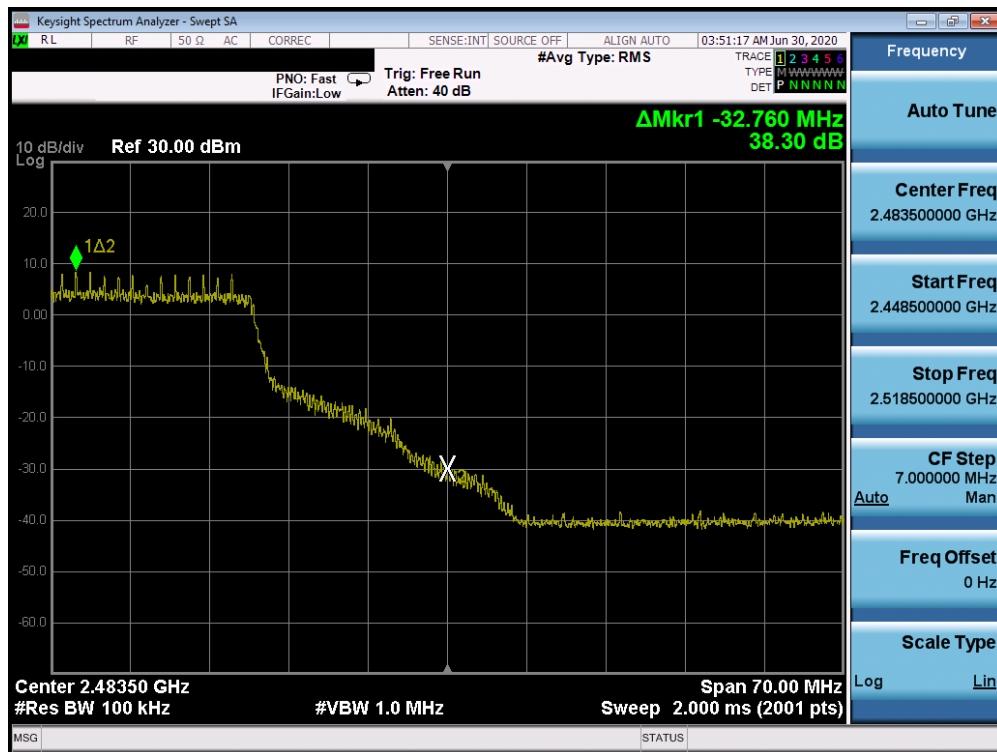 Keysight Spectrum Analyzer - Swept SA
LXI RL RF 50 Ω AC CORREC SENSE:INT SOURCE OFF ALIGN AUTO 03:51:17 AM Jun 30, 2020
#Avg Type: RMS
TRACE 1 2 3 4 5 6
PNO: Fast Trig: Free Run
TYPE M WWWWW
IFGain:Low Atten: 40 dB
DET P N N N N N
ΔMkr1 -32.760 MHz
38.30 dB
10 dB/div Ref 30.00 dBm
Log
20.0
1Δ2
10.0
0.00
-10.0
-20.0
-30.0
-40.0
-50.0
-60.0
Center 2.48350 GHz Span 70.00 MHz
#Res BW 100 kHz #VBW 1.0 MHz Sweep 2.000 ms (2001 pts)
MSG STATUS
Frequency
Auto Tune
Center Freq
2.483500000 GHz
Start Freq
2.448500000 GHz
Stop Freq
2.518500000 GHz
CF Step
7.000000 MHz
Auto Man
Freq Offset
0 Hz
Scale Type
Log Lin